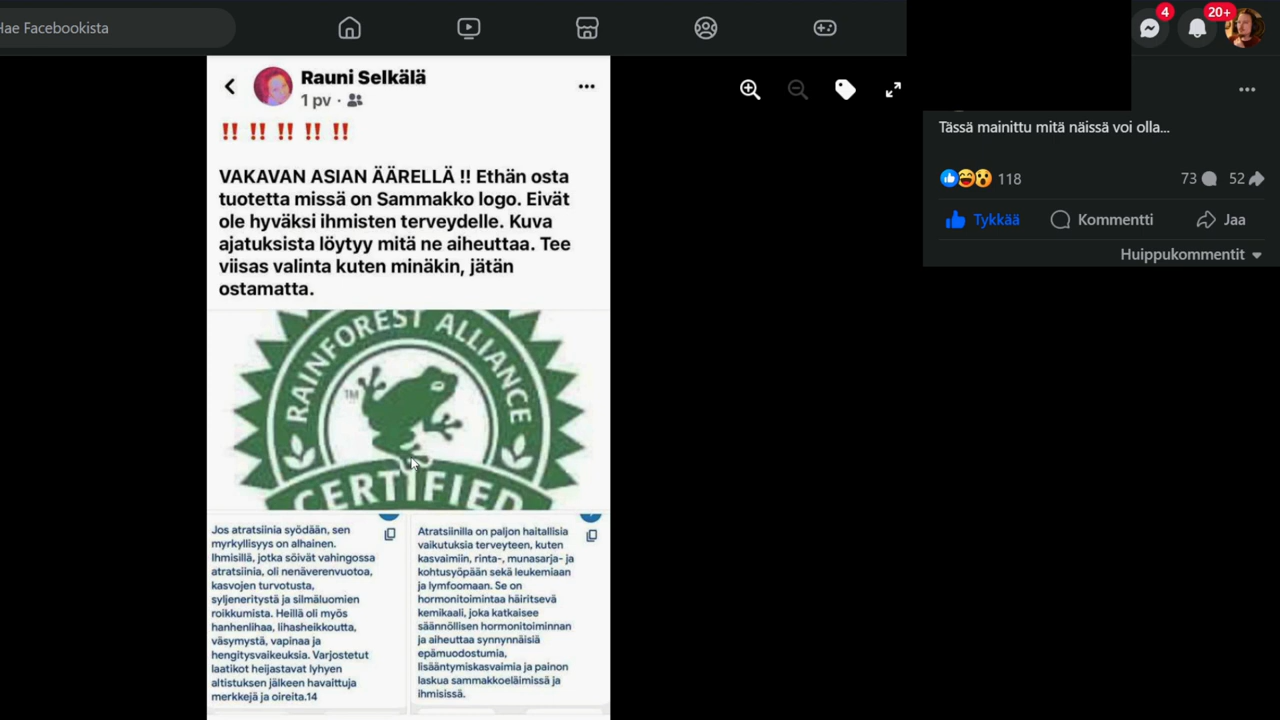 Hae Facebookista
4
20+
Rauni Selkälä
1 pv ·
‼️ ‼️ ‼️ ‼️ ‼️
VAKAVAN ASIAN ÄÄRELLÄ !! Ethän osta
tuotetta missä on Sammakko logo. Eivät
ole hyväksi ihmisten terveydelle. Kuva
ajatuksista löytyy mitä ne aiheuttaa. Tee
viisas valinta kuten minäkin, jätän
ostamatta.
RAINFOREST ALLIANCE
TM
CERTIFIED
Jos atratsiinia syödään, sen
myrkyllisyys on alhainen.
Ihmisillä, jotka söivät vahingossa
atratsiinia, oli nenäverenvuotoa,
kasvojen turvotusta,
syljeneritystä ja silmäluomien
roikkumista. Heillä oli myös
hanhenlihaa, lihasheikkoutta,
väsymystä, vapinaa ja
hengitysvaikeuksia. Varjostetut
laatikot heijastavat lyhyen
altistuksen jälkeen havaittuja
merkkejä ja oireita.14
Atratsiinilla on paljon haitallisia
vaikutuksia terveyteen, kuten
kasvaimiin, rinta-, munasarja- ja
kohtusyöpään sekä leukemiaan
ja lymfoomaan. Se on
hormonitoimintaa häiritsevä
kemikaali, joka katkaisee
säännöllisen hormonitoiminnan
ja aiheuttaa synnynnäisiä
epämuodostumia,
lisääntymiskasvaimia ja painon
laskua sammakkoeläimissä ja
ihmisissä.
Tässä mainittu mitä näissä voi olla...
118
73
52
Tykkää
Kommentti
Jaa
Huippukommentit